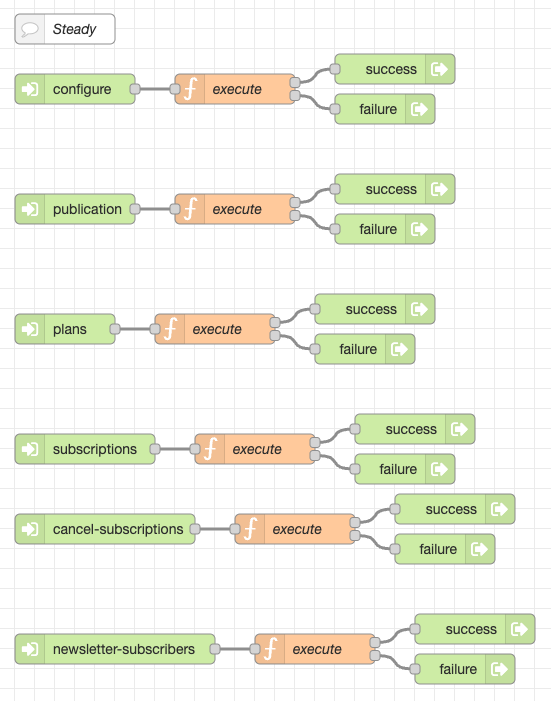 Steady
configure
execute
success
failure
publication
execute
success
failure
plans
execute
success
failure
subscriptions
execute
success
failure
cancel-subscriptions
execute
success
failure
newsletter-subscribers
execute
success
failure